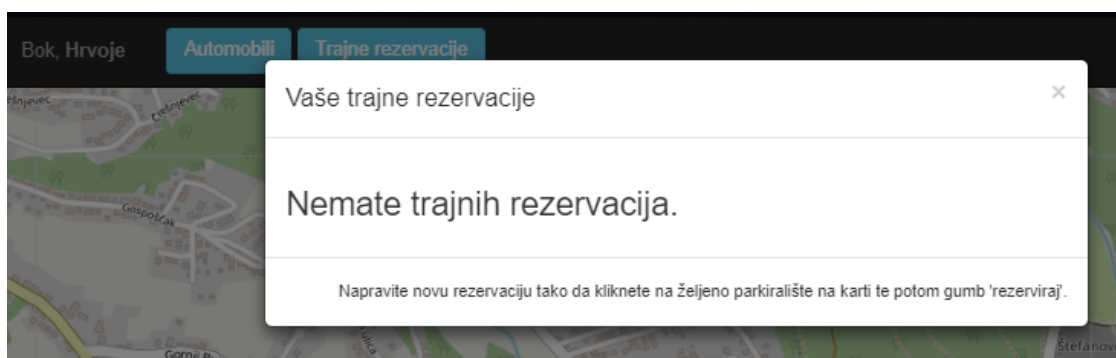 Bok, Hrvoje Automobili Trajne rezervacije
Vaše trajne rezervacije ×
Nemate trajnih rezervacija.
Napravite novu rezervaciju tako da kliknete na željeno parkiralište na karti te potom gumb 'rezerviraj'.
Gospoščak